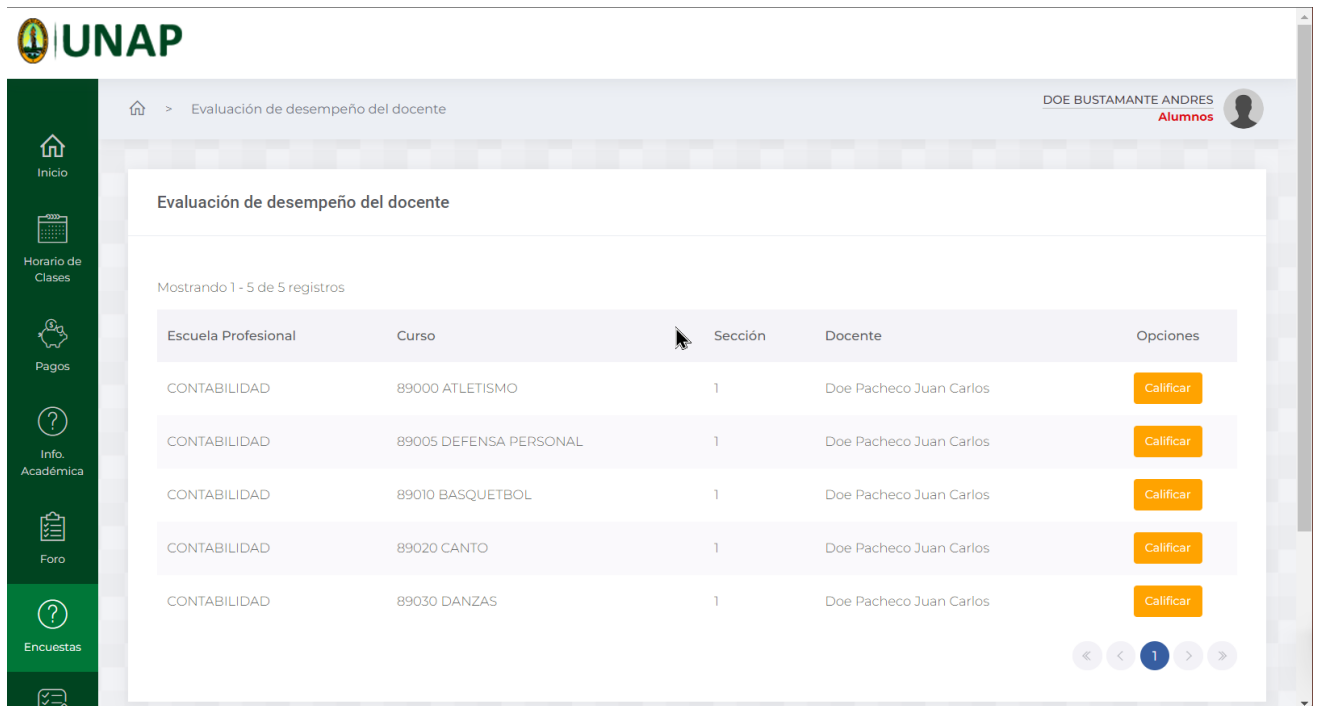 UNAP
> Evaluación de desempeño del docente
DOE BUSTAMANTE ANDRES
Alumnos
Inicio
Horario de
Clases
Pagos
Info.
Académica
Foro
Encuestas
Evaluación de desempeño del docente
Mostrando 1 - 5 de 5 registros
Escuela Profesional Curso Sección Docente Opciones
CONTABILIDAD 89000 ATLETISMO 1 Doe Pacheco Juan Carlos Calificar
CONTABILIDAD 89005 DEFENSA PERSONAL 1 Doe Pacheco Juan Carlos Calificar
CONTABILIDAD 89010 BASQUETBOL 1 Doe Pacheco Juan Carlos Calificar
CONTABILIDAD 89020 CANTO 1 Doe Pacheco Juan Carlos Calificar
CONTABILIDAD 89030 DANZAS 1 Doe Pacheco Juan Carlos Calificar
« < 1 > »